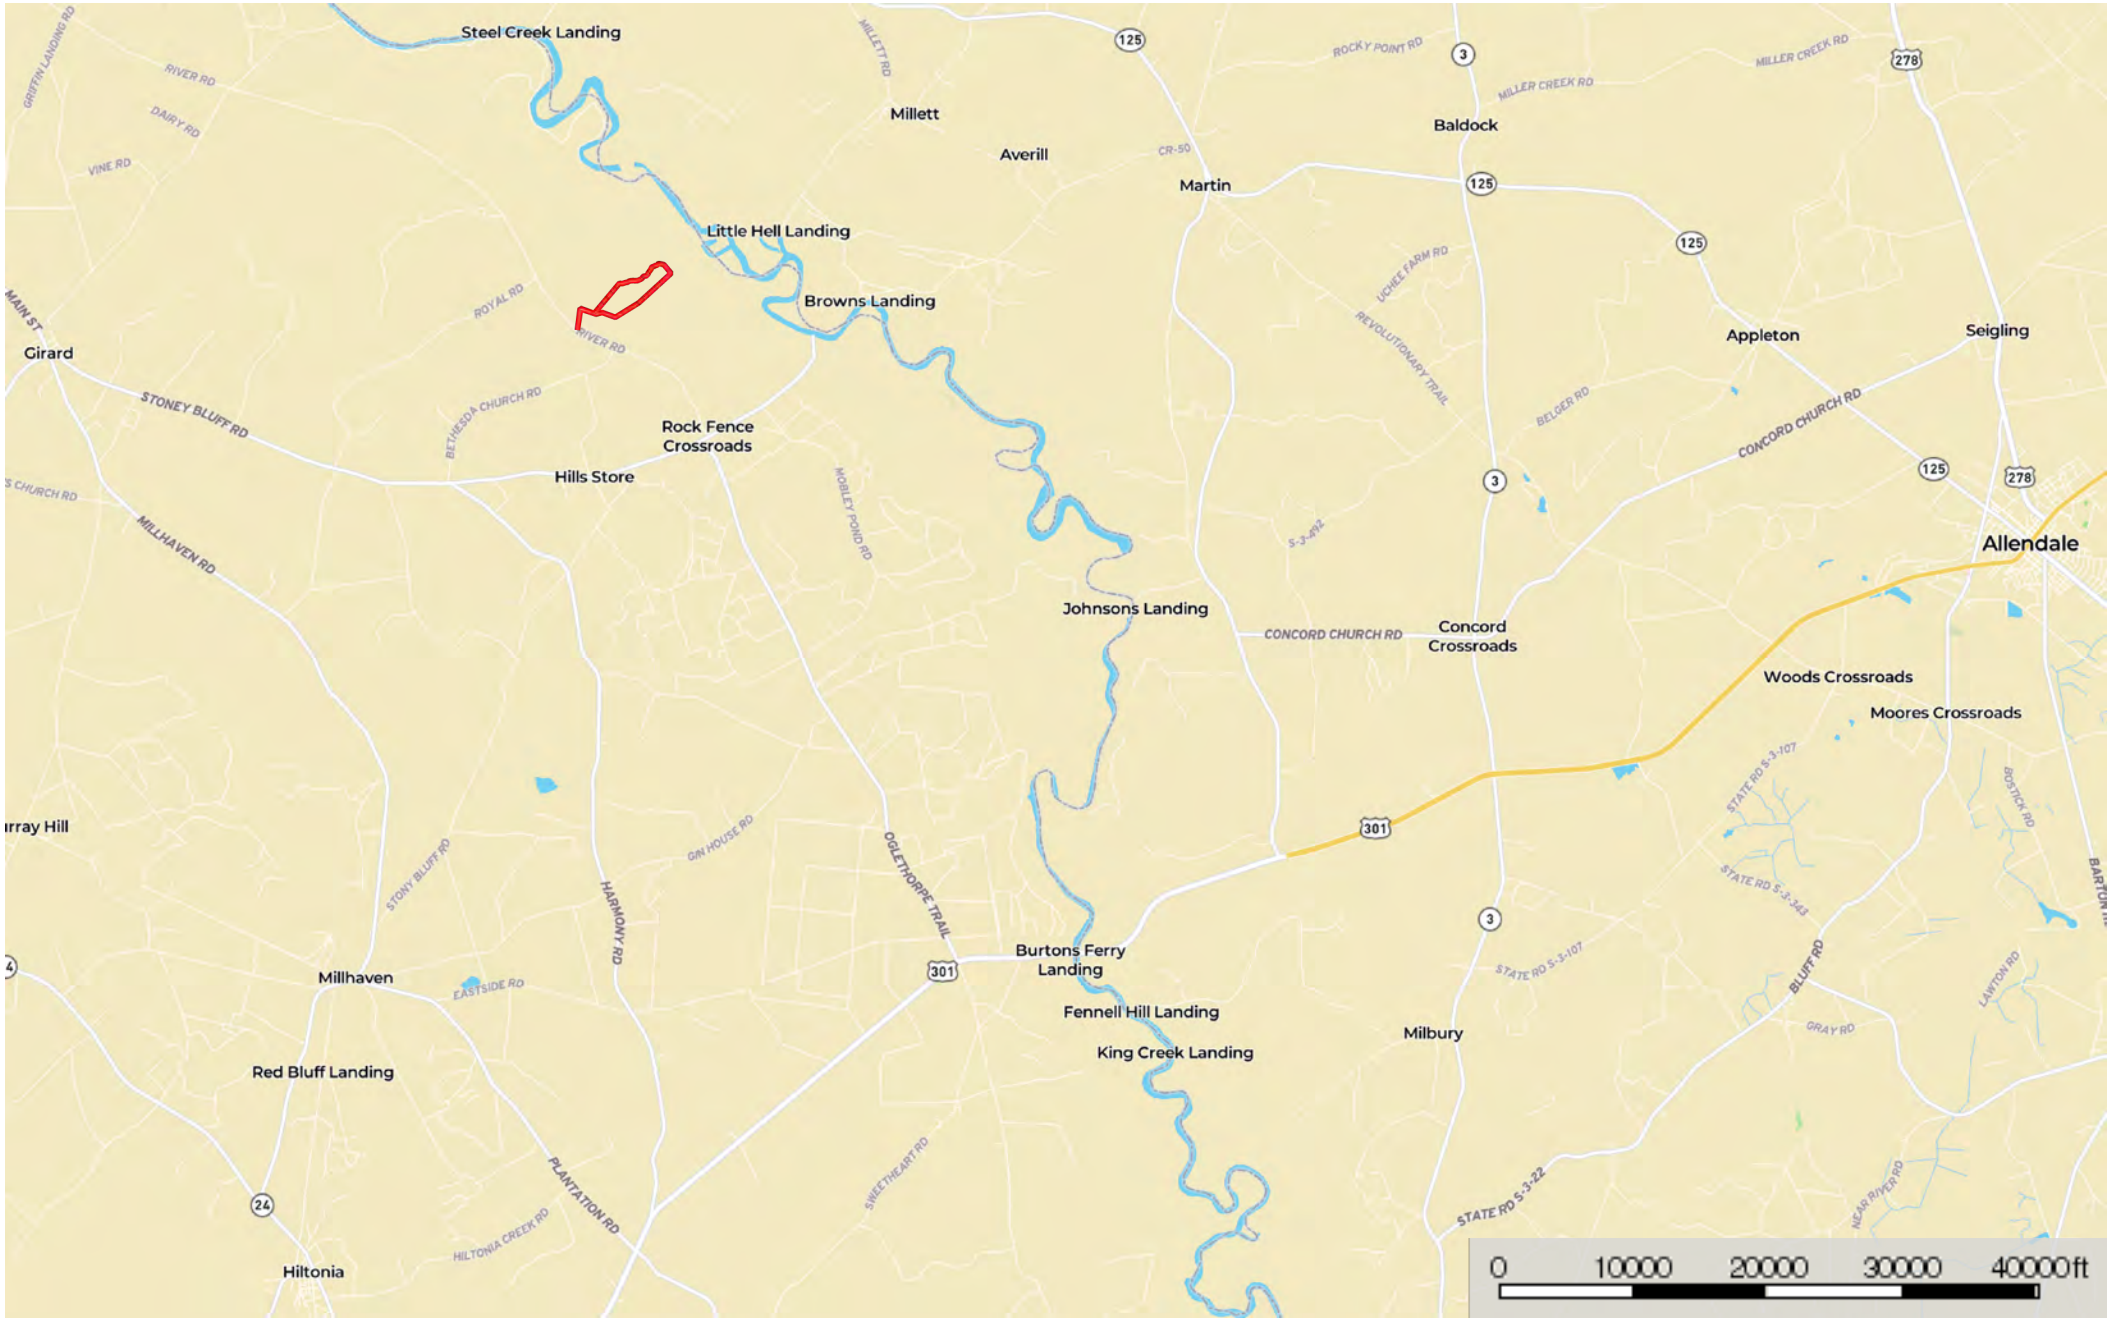 Steel Creek Landing
GRIFFIN LANDING RD
RIVER RD
DAIRY RD
VINE RD
MILLETT RD
Millett
Averill
125
ROCKY POINT RD
3
MILLER CREEK RD
MILLER CREEK RD
278
Baldock
CR-50
Martin
125
125
Little Hell Landing
Browns Landing
ROYAL RD
RIVER RD
MAIN ST
Girard
STONEY BLUFF RD
BETHESDA CHURCH RD
Rock Fence
Crossroads
Hills Store
UCHEE FARM RD
REVOLUTIONARY TRAIL
Appleton
Seigling
BELGER RD
CONCORD CHURCH RD
125
278
Allendale
3
S CHURCH RD
MILLHAVEN RD
MOBLEY POND RD
S-3-492
Johnsons Landing
CONCORD CHURCH RD
Concord
Crossroads
Woods Crossroads
Moores Crossroads
STATE RD S-3-107
BOSTICK RD
rray Hill
STONY BLUFF RD
GIN HOUSE RD
OGLETHORPE TRAIL
HARMONY RD
301
STATE RD S-3-343
BARTON
3
4
Millhaven
EASTSIDE RD
301
Burtons Ferry
Landing
Fennell Hill Landing
King Creek Landing
STATE RD S-3-107
BLUFF RD
LAWTON RD
GRAY RD
Milbury
Red Bluff Landing
24
PLANTATION RD
SWEETHEART RD
HILTONIA CREEK RD
Hiltonia
STATE RD S-3-22
NEAR RIVER RD
0 10000 20000 30000 40000ft